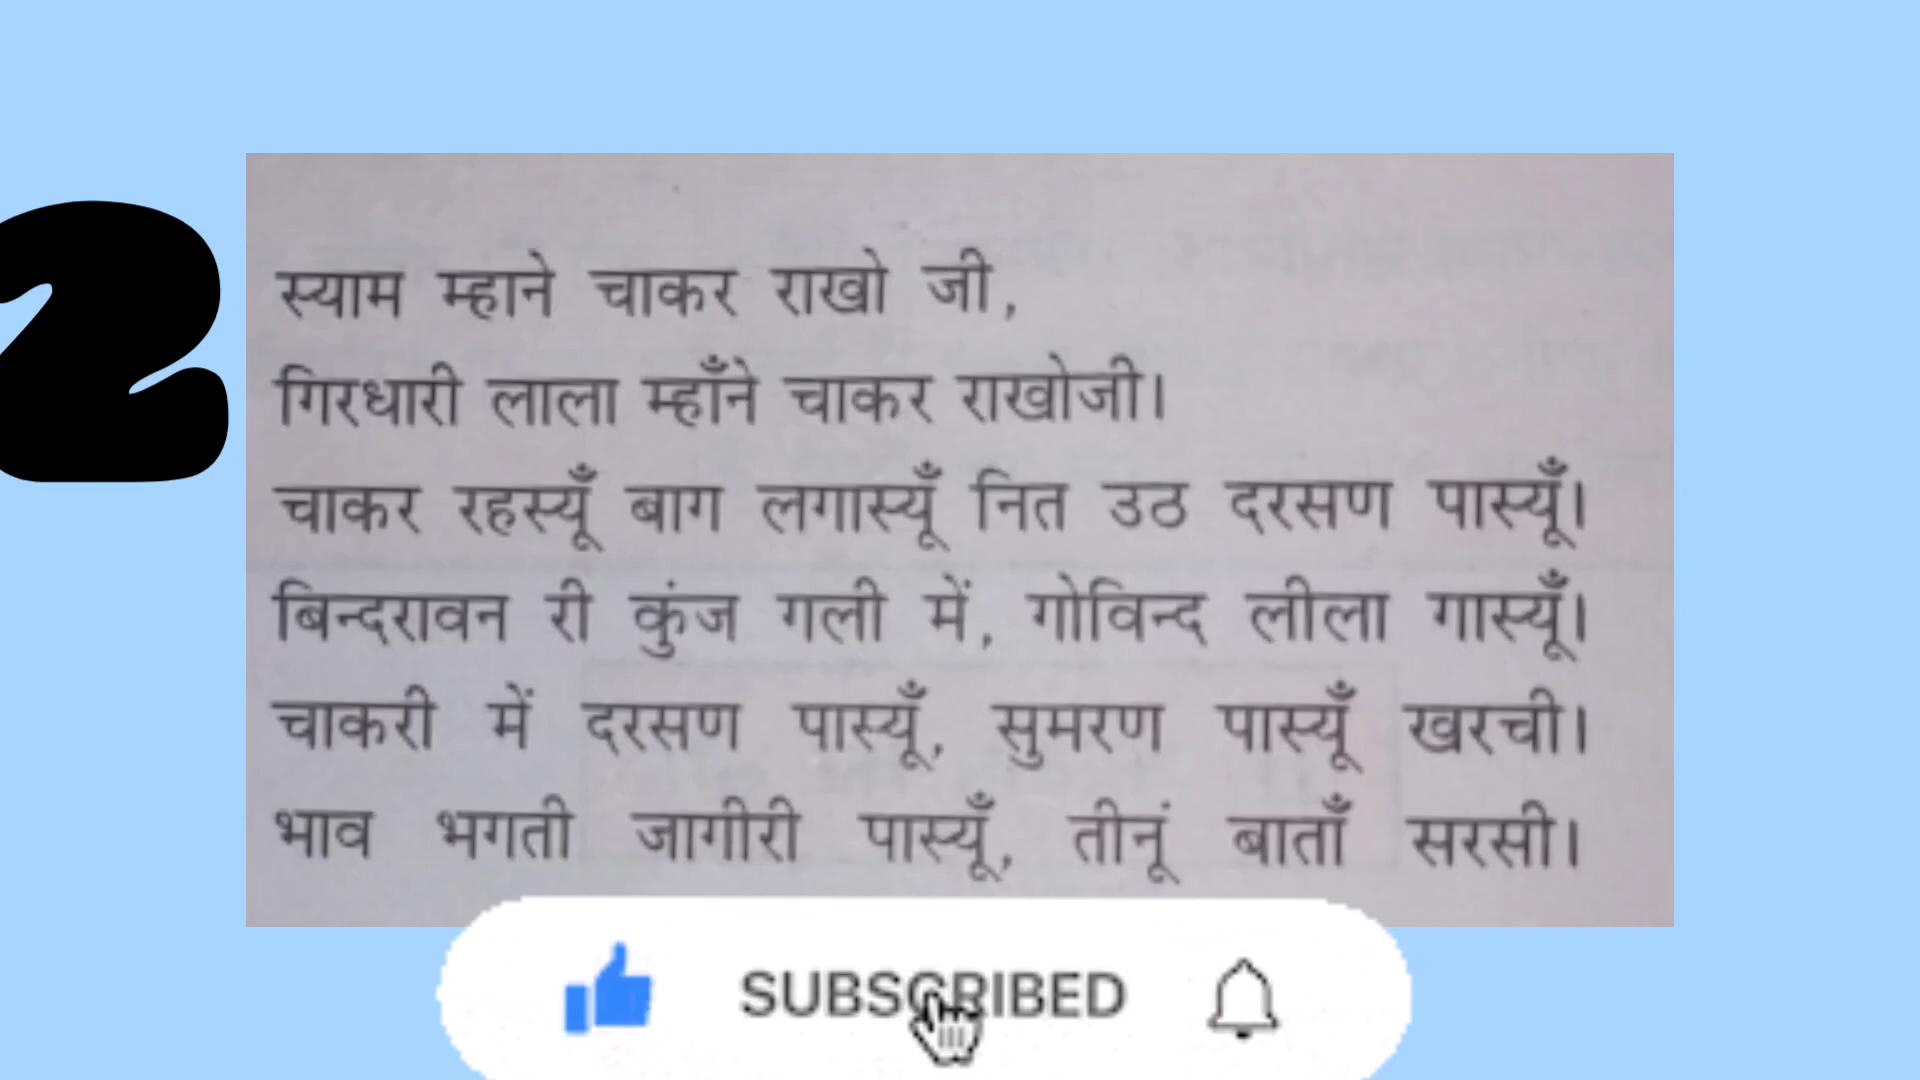 2
स्याम म्हाने चाकर राखो जी,
गिरधारी लाला म्हाँने चाकर राखोजी।
चाकर रहस्यूँ बाग लगास्यूँ नित उठ दरसण पास्यूँ।
बिन्दरावन री कुंज गली में, गोविन्द लीला गास्यूँ।
चाकरी में दरसण पास्यूँ, सुमरण पास्यूँ खरची।
भाव भगती जागीरी पास्यूँ, तीनूं बाताँ सरसी।
SUBSCRIBED